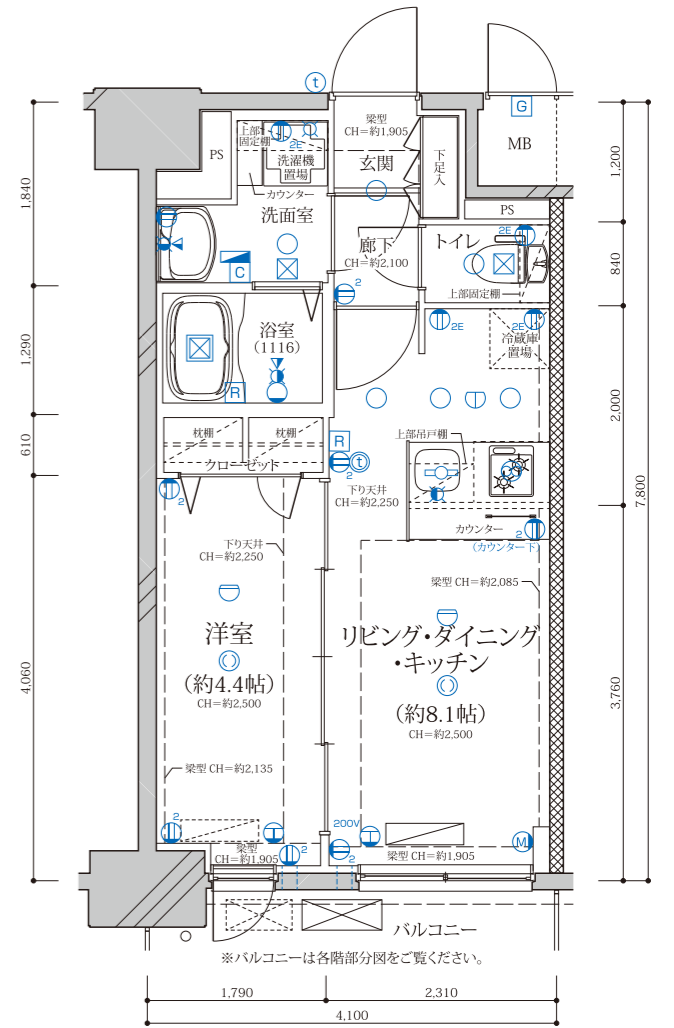 t
G
梁型
CH=約1,905
MB
上部
固定棚
2E
洗濯機
置場
PS
玄関
下足入
1,840
1,200
カウンター
洗面室
PS
廊下
CH=約2,100
トイレ
2E
C
840
2
上部固定棚
1,290
浴室
(1116)
2E
2E
冷蔵庫
置場
R
2,000
枕棚
枕棚
610
R
上部吊戸棚
クローゼット
t
2
2
下り天井
CH=約2,250
7,800
カウンター
2
(カウンター下)
下り天井
CH=約2,250
梁型 CH=約2,085
洋室
(約4.4帖)
CH=約2,500
リビング・ダイニング
・キッチン
(約8.1帖)
CH=約2,500
4,060
3,760
梁型 CH=約2,135
2
200V
M
梁型
CH=約1,905
2
2
梁型 CH=約1,905
バルコニー
※バルコニーは各階部分図をご覧ください。
1,790
2,310
4,100